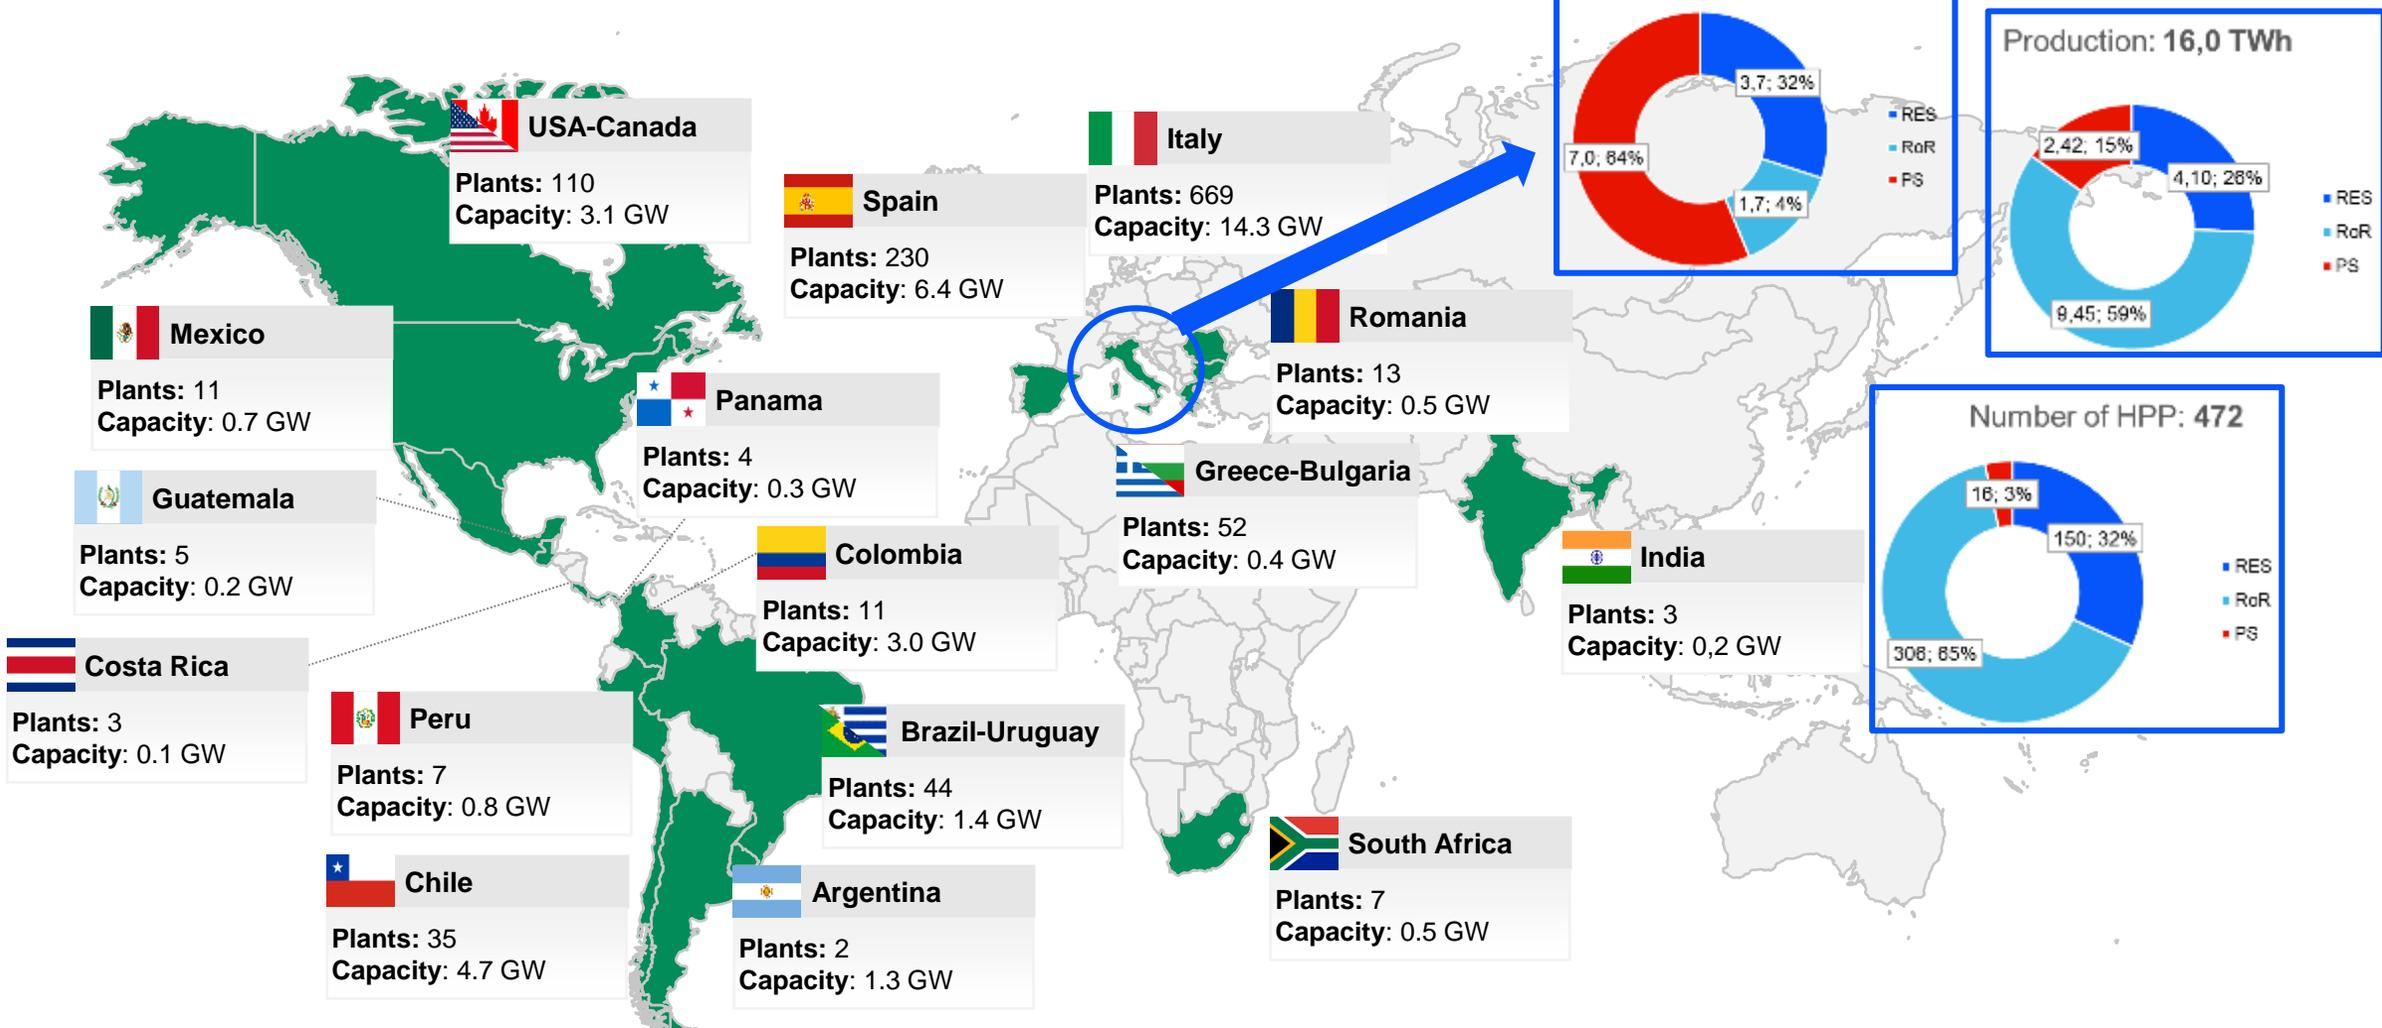 USA-Canada
Plants: 110
Capacity: 3.1 GW
Spain
Plants: 230
Capacity: 6.4 GW
Italy
Plants: 669
Capacity: 14.3 GW
3,7; 32%
1,7; 4%
7,0; 64%
RES
RoR
PS
Production: 16,0 TWh
2,42; 15%
4,10; 26%
9,45; 59%
RES
RoR
PS
Mexico
Plants: 11
Capacity: 0.7 GW
Panama
Plants: 4
Capacity: 0.3 GW
Romania
Plants: 13
Capacity: 0.5 GW
Guatemala
Plants: 5
Capacity: 0.2 GW
Colombia
Plants: 11
Capacity: 3.0 GW
Greece-Bulgaria
Plants: 52
Capacity: 0.4 GW
India
Plants: 3
Capacity: 0,2 GW
Number of HPP: 472
16; 3%
150; 32%
306; 65%
RES
RoR
PS
Costa Rica
Plants: 3
Capacity: 0.1 GW
Peru
Plants: 7
Capacity: 0.8 GW
Brazil-Uruguay
Plants: 44
Capacity: 1.4 GW
Chile
Plants: 35
Capacity: 4.7 GW
Argentina
Plants: 2
Capacity: 1.3 GW
South Africa
Plants: 7
Capacity: 0.5 GW